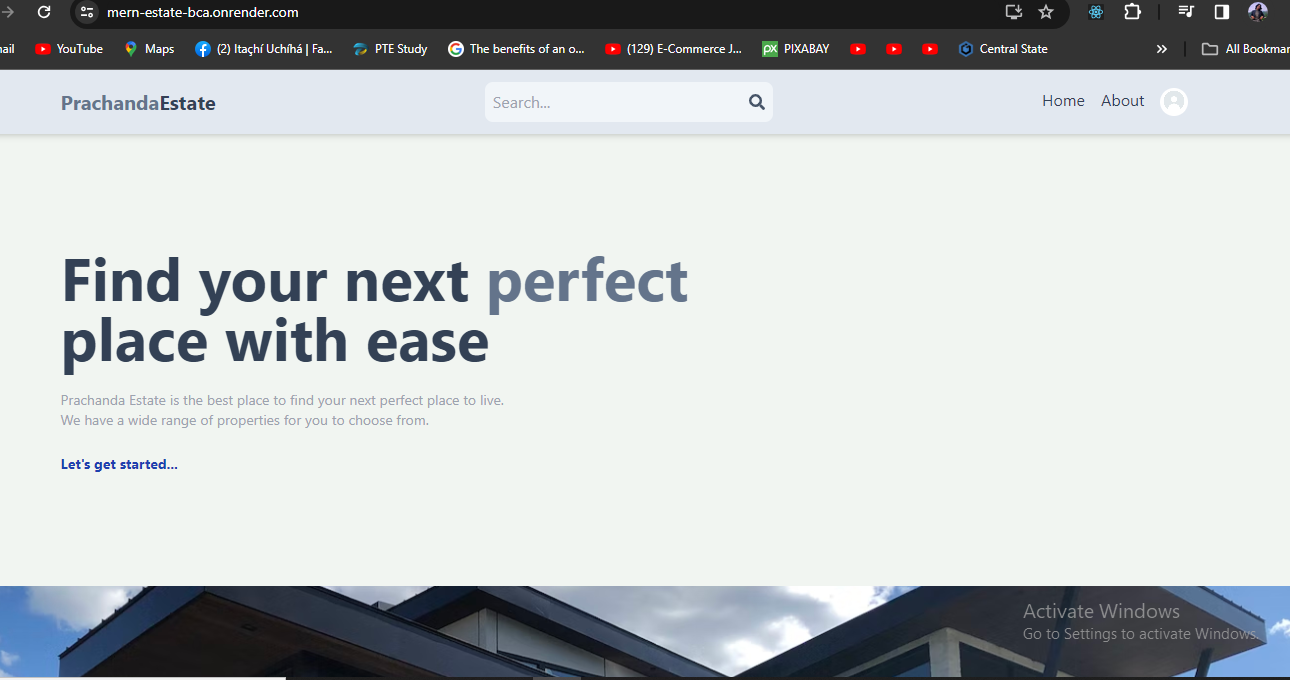 mern-estate-bca.onrender.com
ail YouTube Maps (2) Itaçhí Uchíhá | Fa... PTE Study The benefits of an o... (129) E-Commerce J... px PIXABAY Central State » All Bookmar
PrachandaEstate Search... Home About
Find your next perfect
place with ease
Prachanda Estate is the best place to find your next perfect place to live.
We have a wide range of properties for you to choose from.
Let's get started...
Activate Windows
Go to Settings to activate Windows.